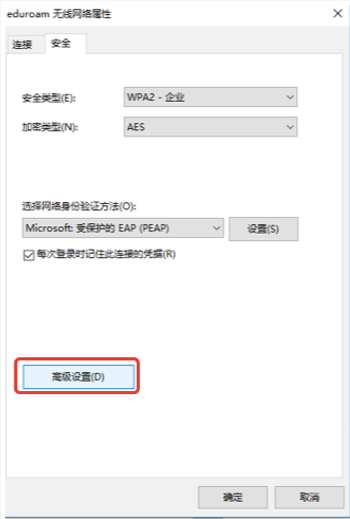 eduroam 无线网络属性
连接 安全
安全类型(E): WPA2 - 企业
加密类型(N): AES
选择网络身份验证方法(O):
Microsoft: 受保护的 EAP (PEAP) 设置(S)
每次登录时记住此连接的凭据(R)
高级设置(D)
确定 取消